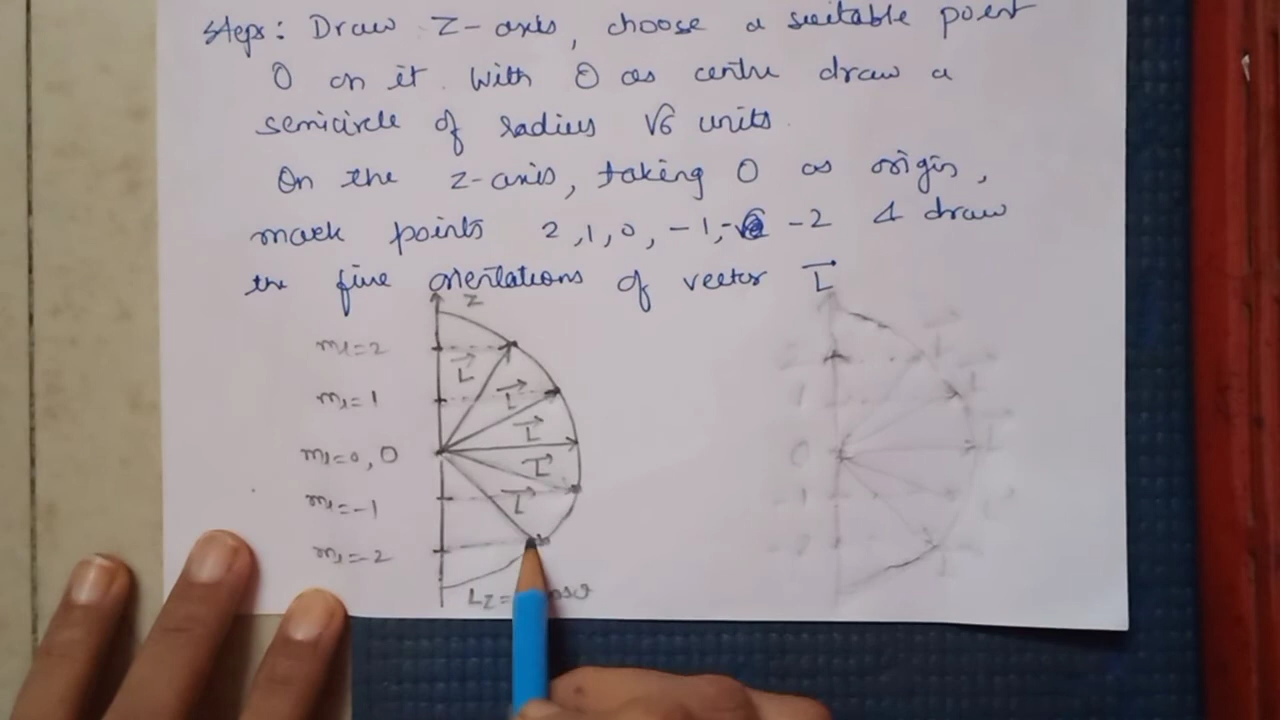 Steps: Draw Z-axis, choose a suitable point
O on it. With O as centre draw a
semicircle of radius √6 units.
On the z-axis, taking O as origin,
mark points 2, 1, 0, -1, -2 & draw
the five orientations of vector L⃗
Z
mₗ=2
L⃗
mₗ=1
L⃗
L⃗
mₗ=0, O
L⃗
mₗ=-1
L⃗
mₗ=-2
Lz=